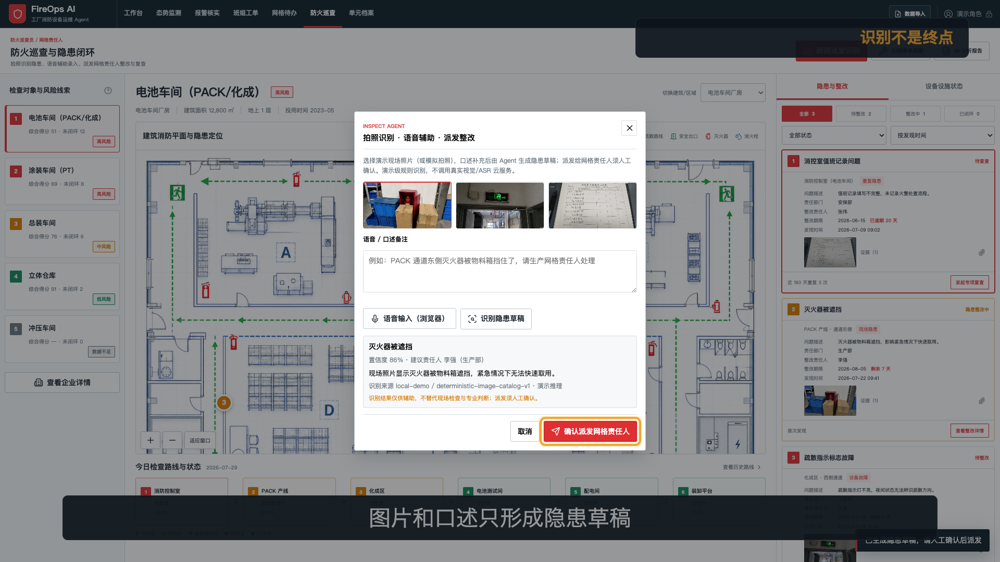 FireOps AI
工厂消防设备运维 Agent
工作台
态势监测
报警核实
班组工单
网格待办
防火巡查
单元档案
数据导入
演示角色
识别不是终点
防火巡查员 / 网格责任人
防火巡查与隐患闭环
拍照识别隐患、语音辅助录入、派发网格责任人整改与复查
检查对象与风险线索
1
电池车间（PACK/化成）
综合得分 51 · 未闭环 12
高风险
2
涂装车间（PT）
综合得分 69 · 未闭环 8
高风险
3
总装车间
综合得分 76 · 未闭环 6
中风险
4
立体仓库
综合得分 91 · 未闭环 2
低风险
5
冲压车间
综合得分 — · 未闭环 0
数据不足
查看企业详情
电池车间（PACK/化成）
高风险
电池车间厂房
建筑面积 12,800 ㎡
地上 1 层
投用时间 2023-05
切换建筑/区域
电池车间厂房
建筑消防平面与隐患定位
疏散路线
安全出口
灭火器
消火栓
A
D
3
适应窗口
INSPECT AGENT
拍照识别 · 语音辅助 · 派发整改
选择演示现场照片（或模拟拍照），口述补充后由 Agent 生成隐患草稿；派发给网格责任人须人工
确认。演示级规则识别，不调用真实视觉/ASR 云服务。
语音 / 口述备注
例如：PACK 通道东侧灭火器被物料箱挡住了，请生产网格责任人处理
语音输入（浏览器）
识别隐患草稿
灭火器被遮挡
置信度 86% · 建议责任人 李强（生产部）
现场照片显示灭火器被物料箱遮挡，紧急情况下无法快速取用。
识别来源 local-demo / deterministic-image-catalog-v1 · 演示推理
识别结果仅供辅助，不替代现场检查与专业判断；派发须人工确认。
取消
确认派发网格责任人
今日检查路线与状态
2026-07-29
查看历史路线
1
消防控制室
2
PACK 产线
3
化成区
4
电池测试间
5
配电间
6
装卸平台
图片和口述只形成隐患草稿
隐患与整改
设备设施状态
全部 3
待整改 2
整改中 1
已闭环 0
全部状态
按发现时间
1
消控室值班记录问题
待复查
消防控制室（电池车间）
重复隐患
问题描述
值班记录填写不完整，未记录火警处置流程。
责任部门
安保部
整改责任人
张伟
整改期限
2026-06-15 已逾期 20 天
发现时间
2026-07-09 09:02
证据（1）
近 180 天重复 3 次
发起专项复查
2
灭火器被遮挡
隐患整改中
PACK 产线 · 通道东侧
现场隐患
问题描述
灭火器被物料箱遮挡，影响紧急情况下快速取用。
责任部门
生产部
整改责任人
李强
整改期限
2026-08-05 剩余 7 天
发现时间
2026-07-22 09:41
证据（1）
首次发现
查看整改详情
3
疏散指示标志故障
待整改
化成区 · 西侧通道
设备故障
问题描述
疏散指示灯不亮，夜间状态无法辨识疏散方向。
已生成隐患草稿，请人工确认后派发